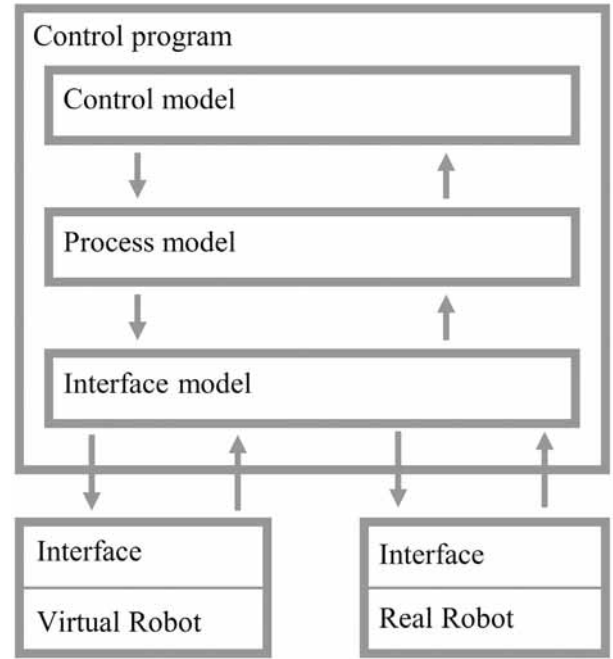 Control program
Control model
Process model
Interface model
Interface
Virtual Robot
Interface
Real Robot